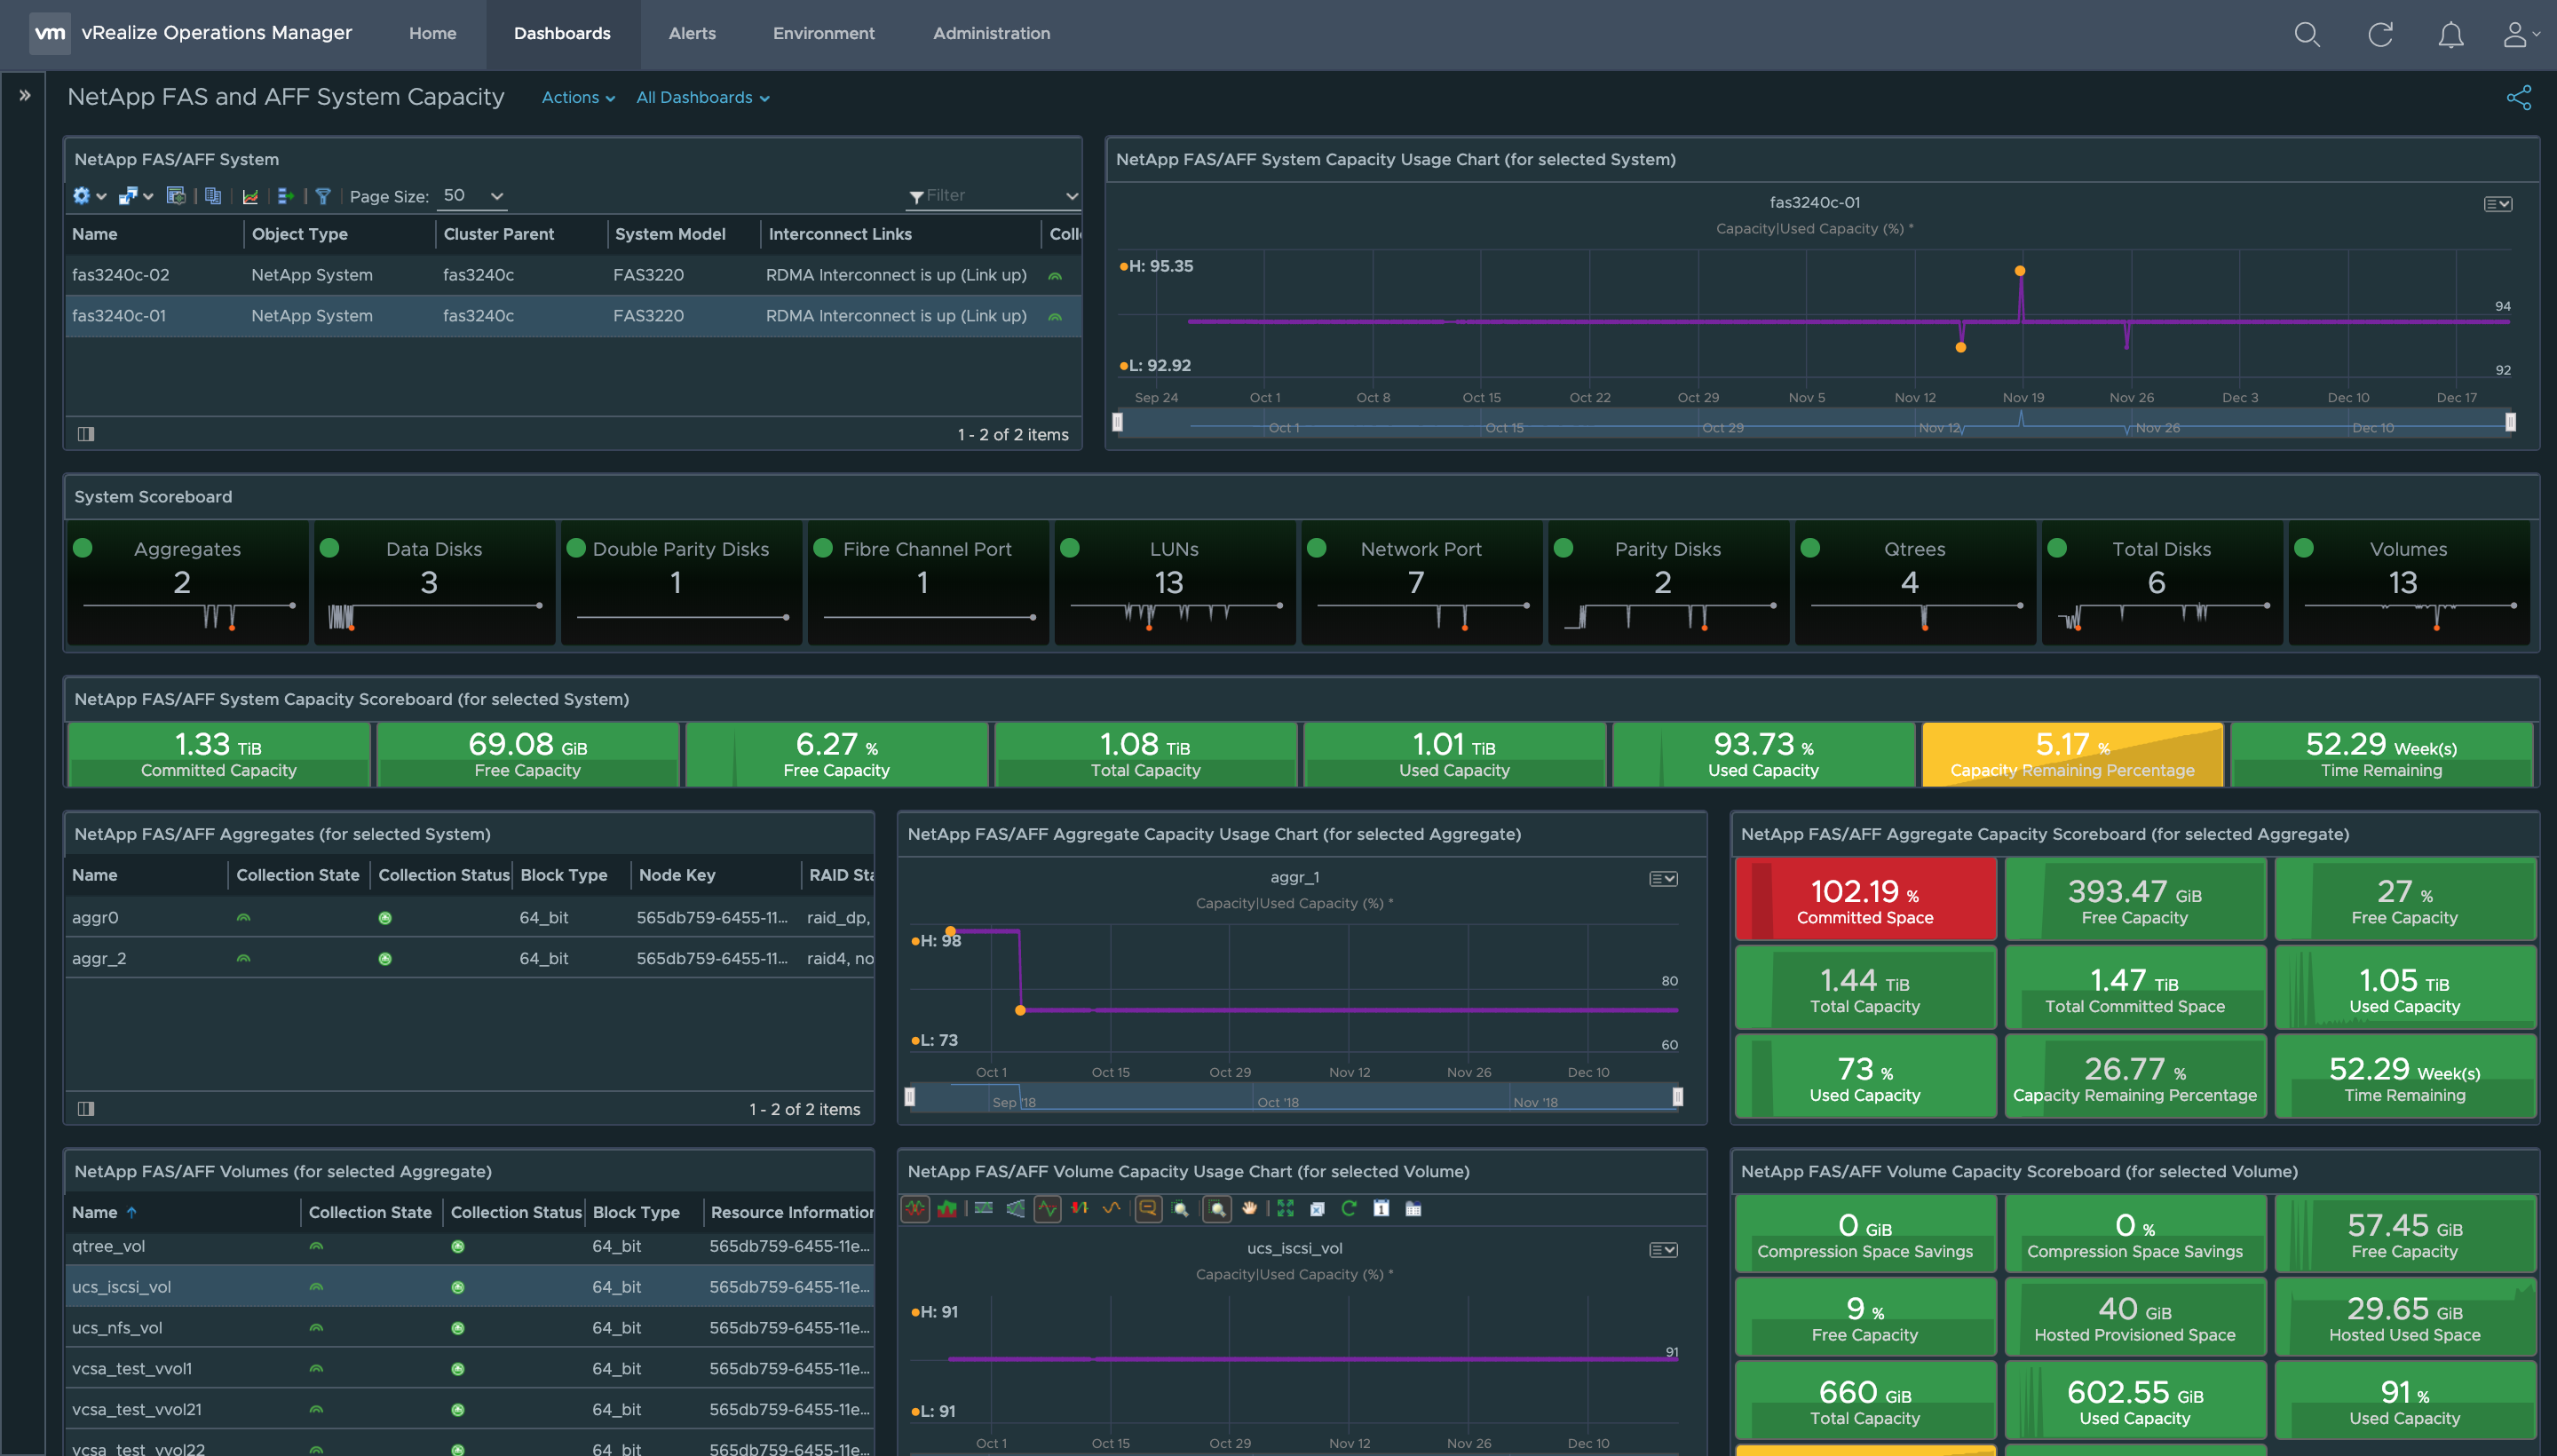 vm vRealize Operations Manager Home Dashboards Alerts Environment Administration
NetApp FAS and AFF System Capacity Actions All Dashboards
NetApp FAS/AFF System
Page Size: 50 Filter
Name Object Type Cluster Parent System Model Interconnect Links Coll
fas3240c-02 NetApp System fas3240c FAS3220 RDMA Interconnect is up (Link up)
fas3240c-01 NetApp System fas3240c FAS3220 RDMA Interconnect is up (Link up)
1 - 2 of 2 items
NetApp FAS/AFF System Capacity Usage Chart (for selected System)
fas3240c-01
Capacity|Used Capacity (%) *
H: 95.35
94
L: 92.92
92
Sep 24 Oct 1 Oct 8 Oct 15 Oct 22 Oct 29 Nov 5 Nov 12 Nov 19 Nov 26 Dec 3 Dec 10 Dec 17
Oct 1 Oct 15 Oct 29 Nov 12 Nov 26 Dec 10
System Scoreboard
Aggregates Data Disks Double Parity Disks Fibre Channel Port LUNs Network Port Parity Disks Qtrees Total Disks Volumes
2 3 1 1 13 7 2 4 6 13
NetApp FAS/AFF System Capacity Scoreboard (for selected System)
1.33 TiB 69.08 GiB 6.27 % 1.08 TiB 1.01 TiB 93.73 % 5.17 % 52.29 Week(s)
Committed Capacity Free Capacity Free Capacity Total Capacity Used Capacity Used Capacity Capacity Remaining Percentage Time Remaining
NetApp FAS/AFF Aggregates (for selected System)
Name Collection State Collection Status Block Type Node Key RAID Sta
aggr0 64_bit 565db759-6455-11... raid_dp,
aggr_2 64_bit 565db759-6455-11... raid4, no
1 - 2 of 2 items
NetApp FAS/AFF Aggregate Capacity Usage Chart (for selected Aggregate)
aggr_1
Capacity|Used Capacity (%) *
H: 98
80
L: 73
60
Oct 1 Oct 15 Oct 29 Nov 12 Nov 26 Dec 10
Sep '18 Oct '18 Nov '18
NetApp FAS/AFF Aggregate Capacity Scoreboard (for selected Aggregate)
102.19 % 393.47 GiB 27 %
Committed Space Free Capacity Free Capacity
1.44 TiB 1.47 TiB 1.05 TiB
Total Capacity Total Committed Space Used Capacity
73 % 26.77 % 52.29 Week(s)
Used Capacity Capacity Remaining Percentage Time Remaining
NetApp FAS/AFF Volumes (for selected Aggregate)
Name Collection State Collection Status Block Type Resource Information
qtree_vol 64_bit 565db759-6455-11e...
ucs_iscsi_vol 64_bit 565db759-6455-11e...
ucs_nfs_vol 64_bit 565db759-6455-11e...
vcsa_test_vvol1 64_bit 565db759-6455-11e...
vcsa_test_vvol21 64_bit 565db759-6455-11e...
vcsa_test_vvol22 64_bit 565db759-6455-11e...
NetApp FAS/AFF Volume Capacity Usage Chart (for selected Volume)
ucs_iscsi_vol
Capacity|Used Capacity (%) *
H: 91
91
L: 91
Oct 1 Oct 15 Oct 29 Nov 12 Nov 26 Dec 10
NetApp FAS/AFF Volume Capacity Scoreboard (for selected Volume)
0 GiB 0 % 57.45 GiB
Compression Space Savings Compression Space Savings Free Capacity
9 % 40 GiB 29.65 GiB
Free Capacity Hosted Provisioned Space Hosted Used Space
660 GiB 602.55 GiB 91 %
Total Capacity Used Capacity Used Capacity